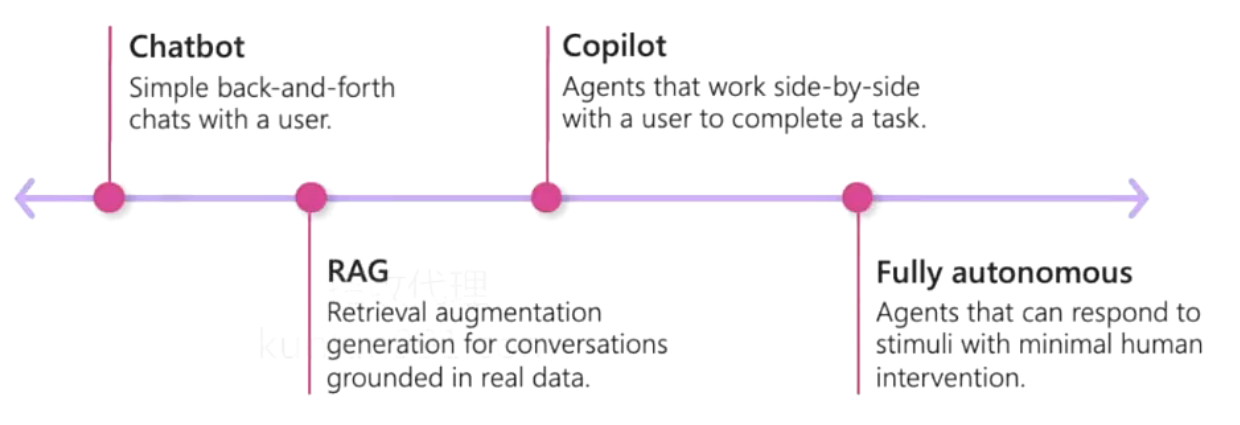 Chatbot
Simple back-and-forth
chats with a user.
Copilot
Agents that work side-by-side
with a user to complete a task.
RAG
Retrieval augmentation
generation for conversations
grounded in real data.
Fully autonomous
Agents that can respond to
stimuli with minimal human
intervention.